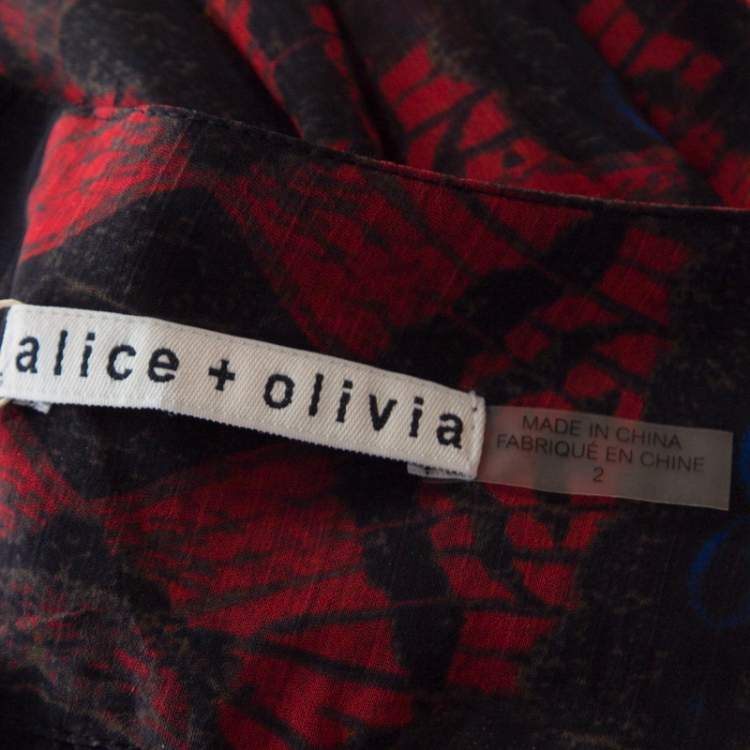 alice + olivia
MADE IN CHINA
FABRIQUÉ EN CHINE
2